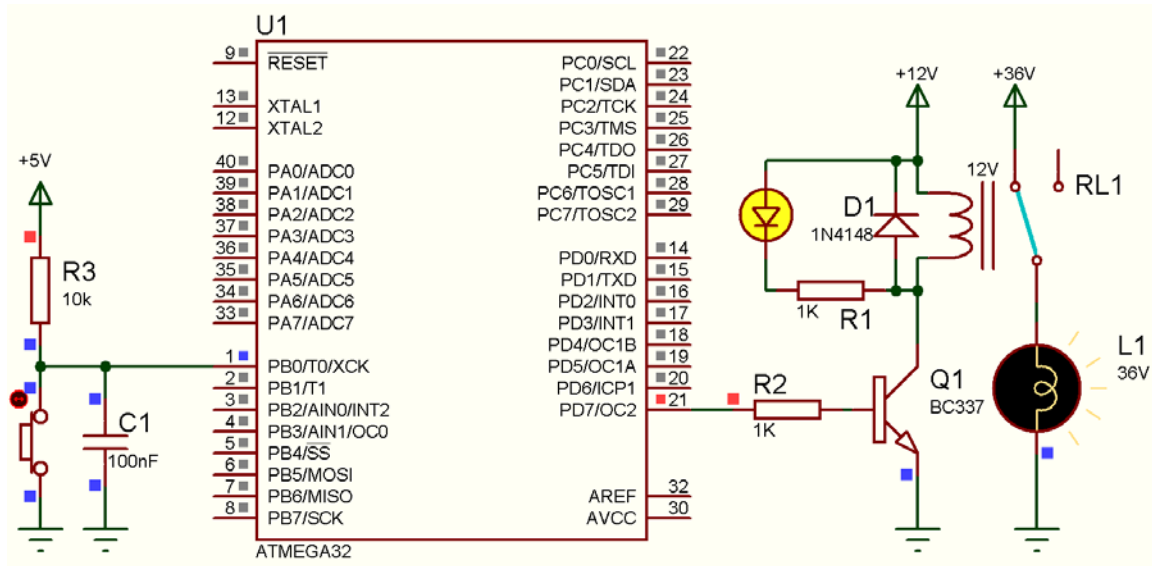 U1
9 RESET
13 XTAL1
12 XTAL2
40 PA0/ADC0
39 PA1/ADC1
38 PA2/ADC2
37 PA3/ADC3
36 PA4/ADC4
35 PA5/ADC5
34 PA6/ADC6
33 PA7/ADC7
1 PB0/T0/XCK
2 PB1/T1
3 PB2/AIN0/INT2
4 PB3/AIN1/OC0
5 PB4/SS
6 PB5/MOSI
7 PB6/MISO
8 PB7/SCK
PC0/SCL 22
PC1/SDA 23
PC2/TCK 24
PC3/TMS 25
PC4/TDO 26
PC5/TDI 27
PC6/TOSC1 28
PC7/TOSC2 29
PD0/RXD 14
PD1/TXD 15
PD2/INT0 16
PD3/INT1 17
PD4/OC1B 18
PD5/OC1A 19
PD6/ICP1 20
PD7/OC2 21
AREF 32
AVCC 30
ATMEGA32
+5V
R3
10k
C1
100nF
+12V
+36V
12V
RL1
D1
1N4148
1K
R1
R2
1K
Q1
BC337
L1
36V